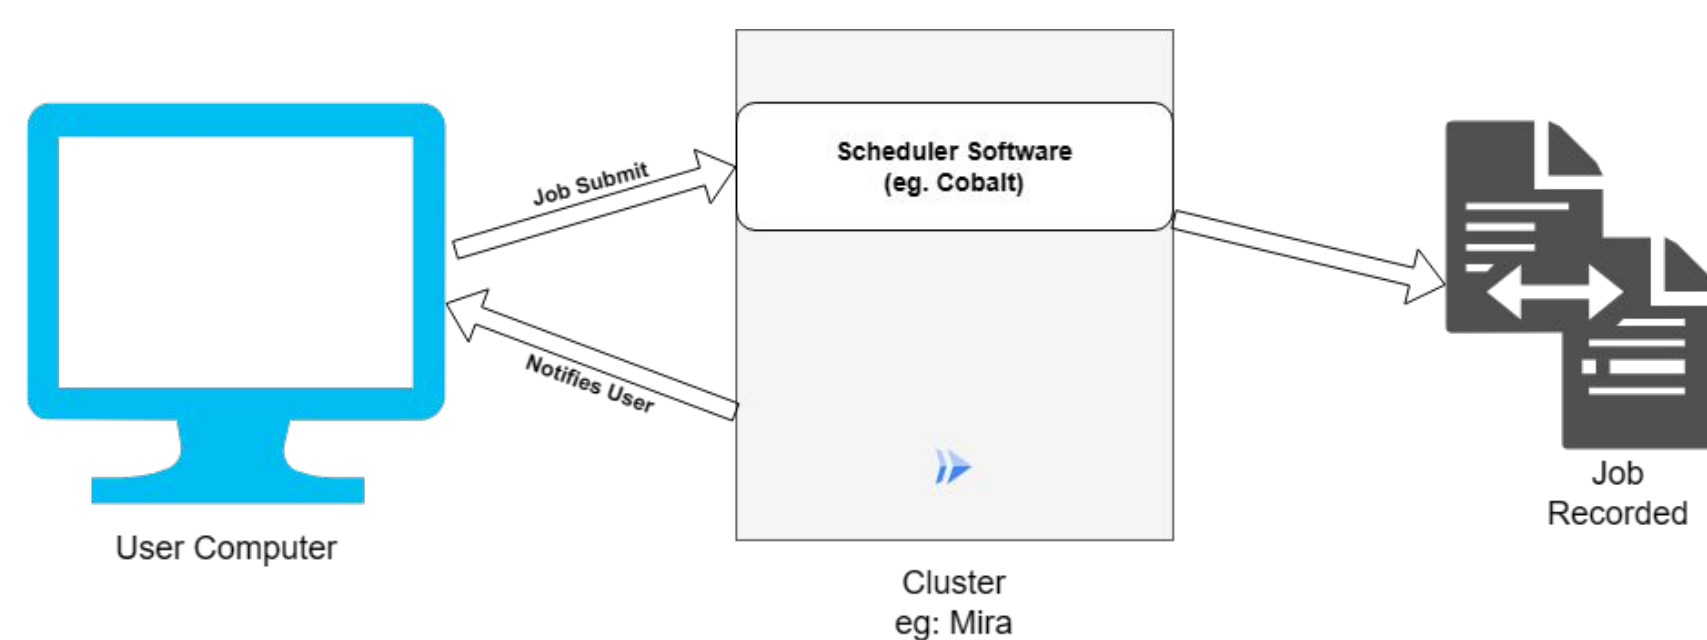 Job Submit
Scheduler Software
(eg. Cobalt)
Notifies User
User Computer
Cluster
eg: Mira
Job
Recorded